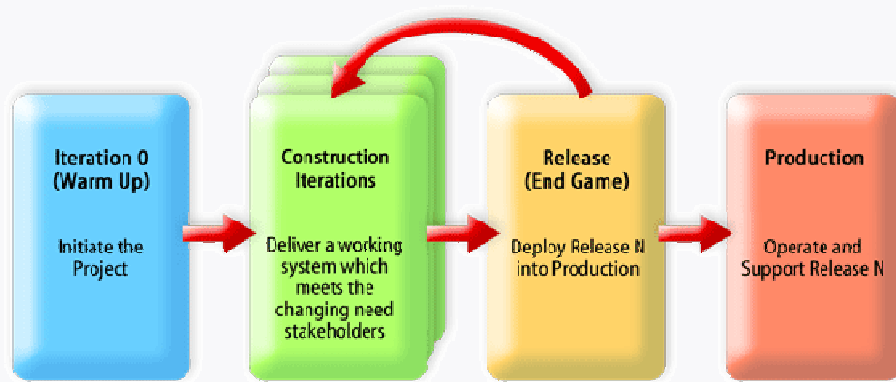 Iteration 0
(Warm Up)
Initiate the
Project
Construction
Iterations
Deliver a working
system which
meets the
changing need
stakeholders
Release
(End Game)
Deploy Release N
into Production
Production
Operate and
Support Release N